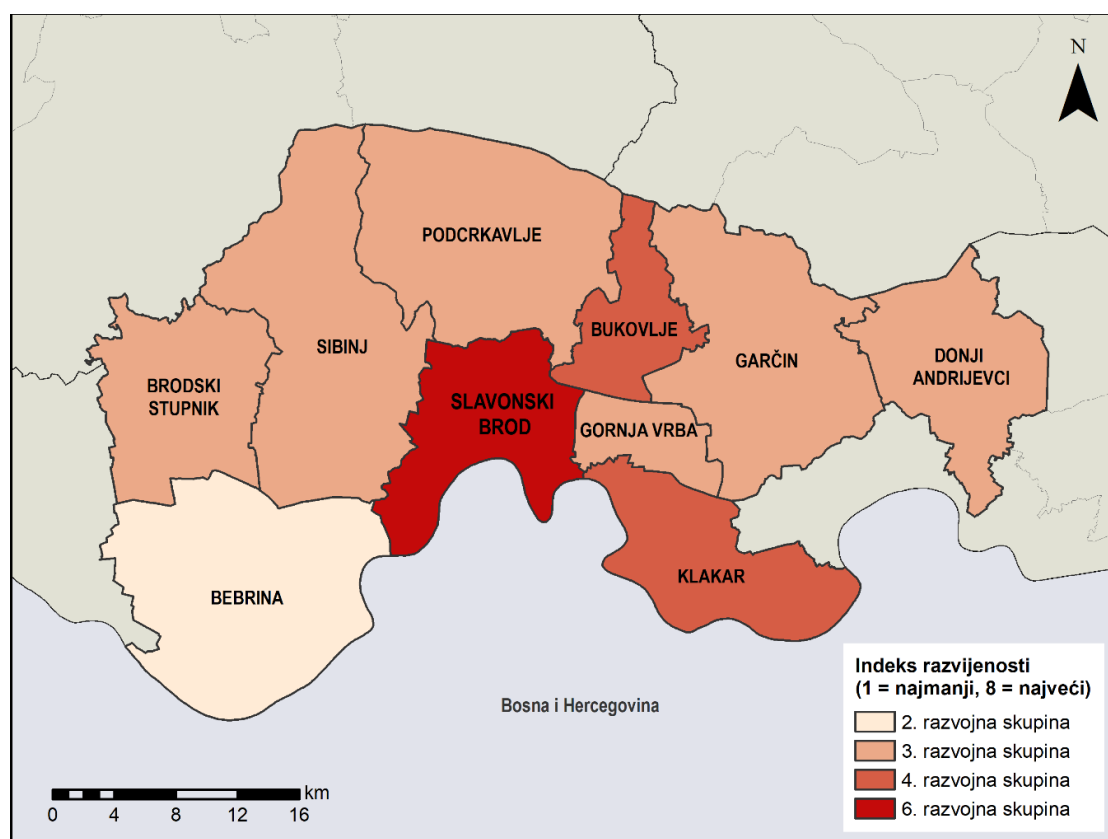 N
PODCRKAVLJE
BUKOVLJE
SIBINJ
GARČIN
DONJI
ANDRIJEVCI
BRODSKI
STUPNIK
SLAVONSKI
BROD
GORNJA VRBA
KLAKAR
BEBRINA
Bosna i Hercegovina
Indeks razvijenosti
(1 = najmanji, 8 = najveći)
2. razvojna skupina
3. razvojna skupina
4. razvojna skupina
6. razvojna skupina
km
0 4 8 12 16